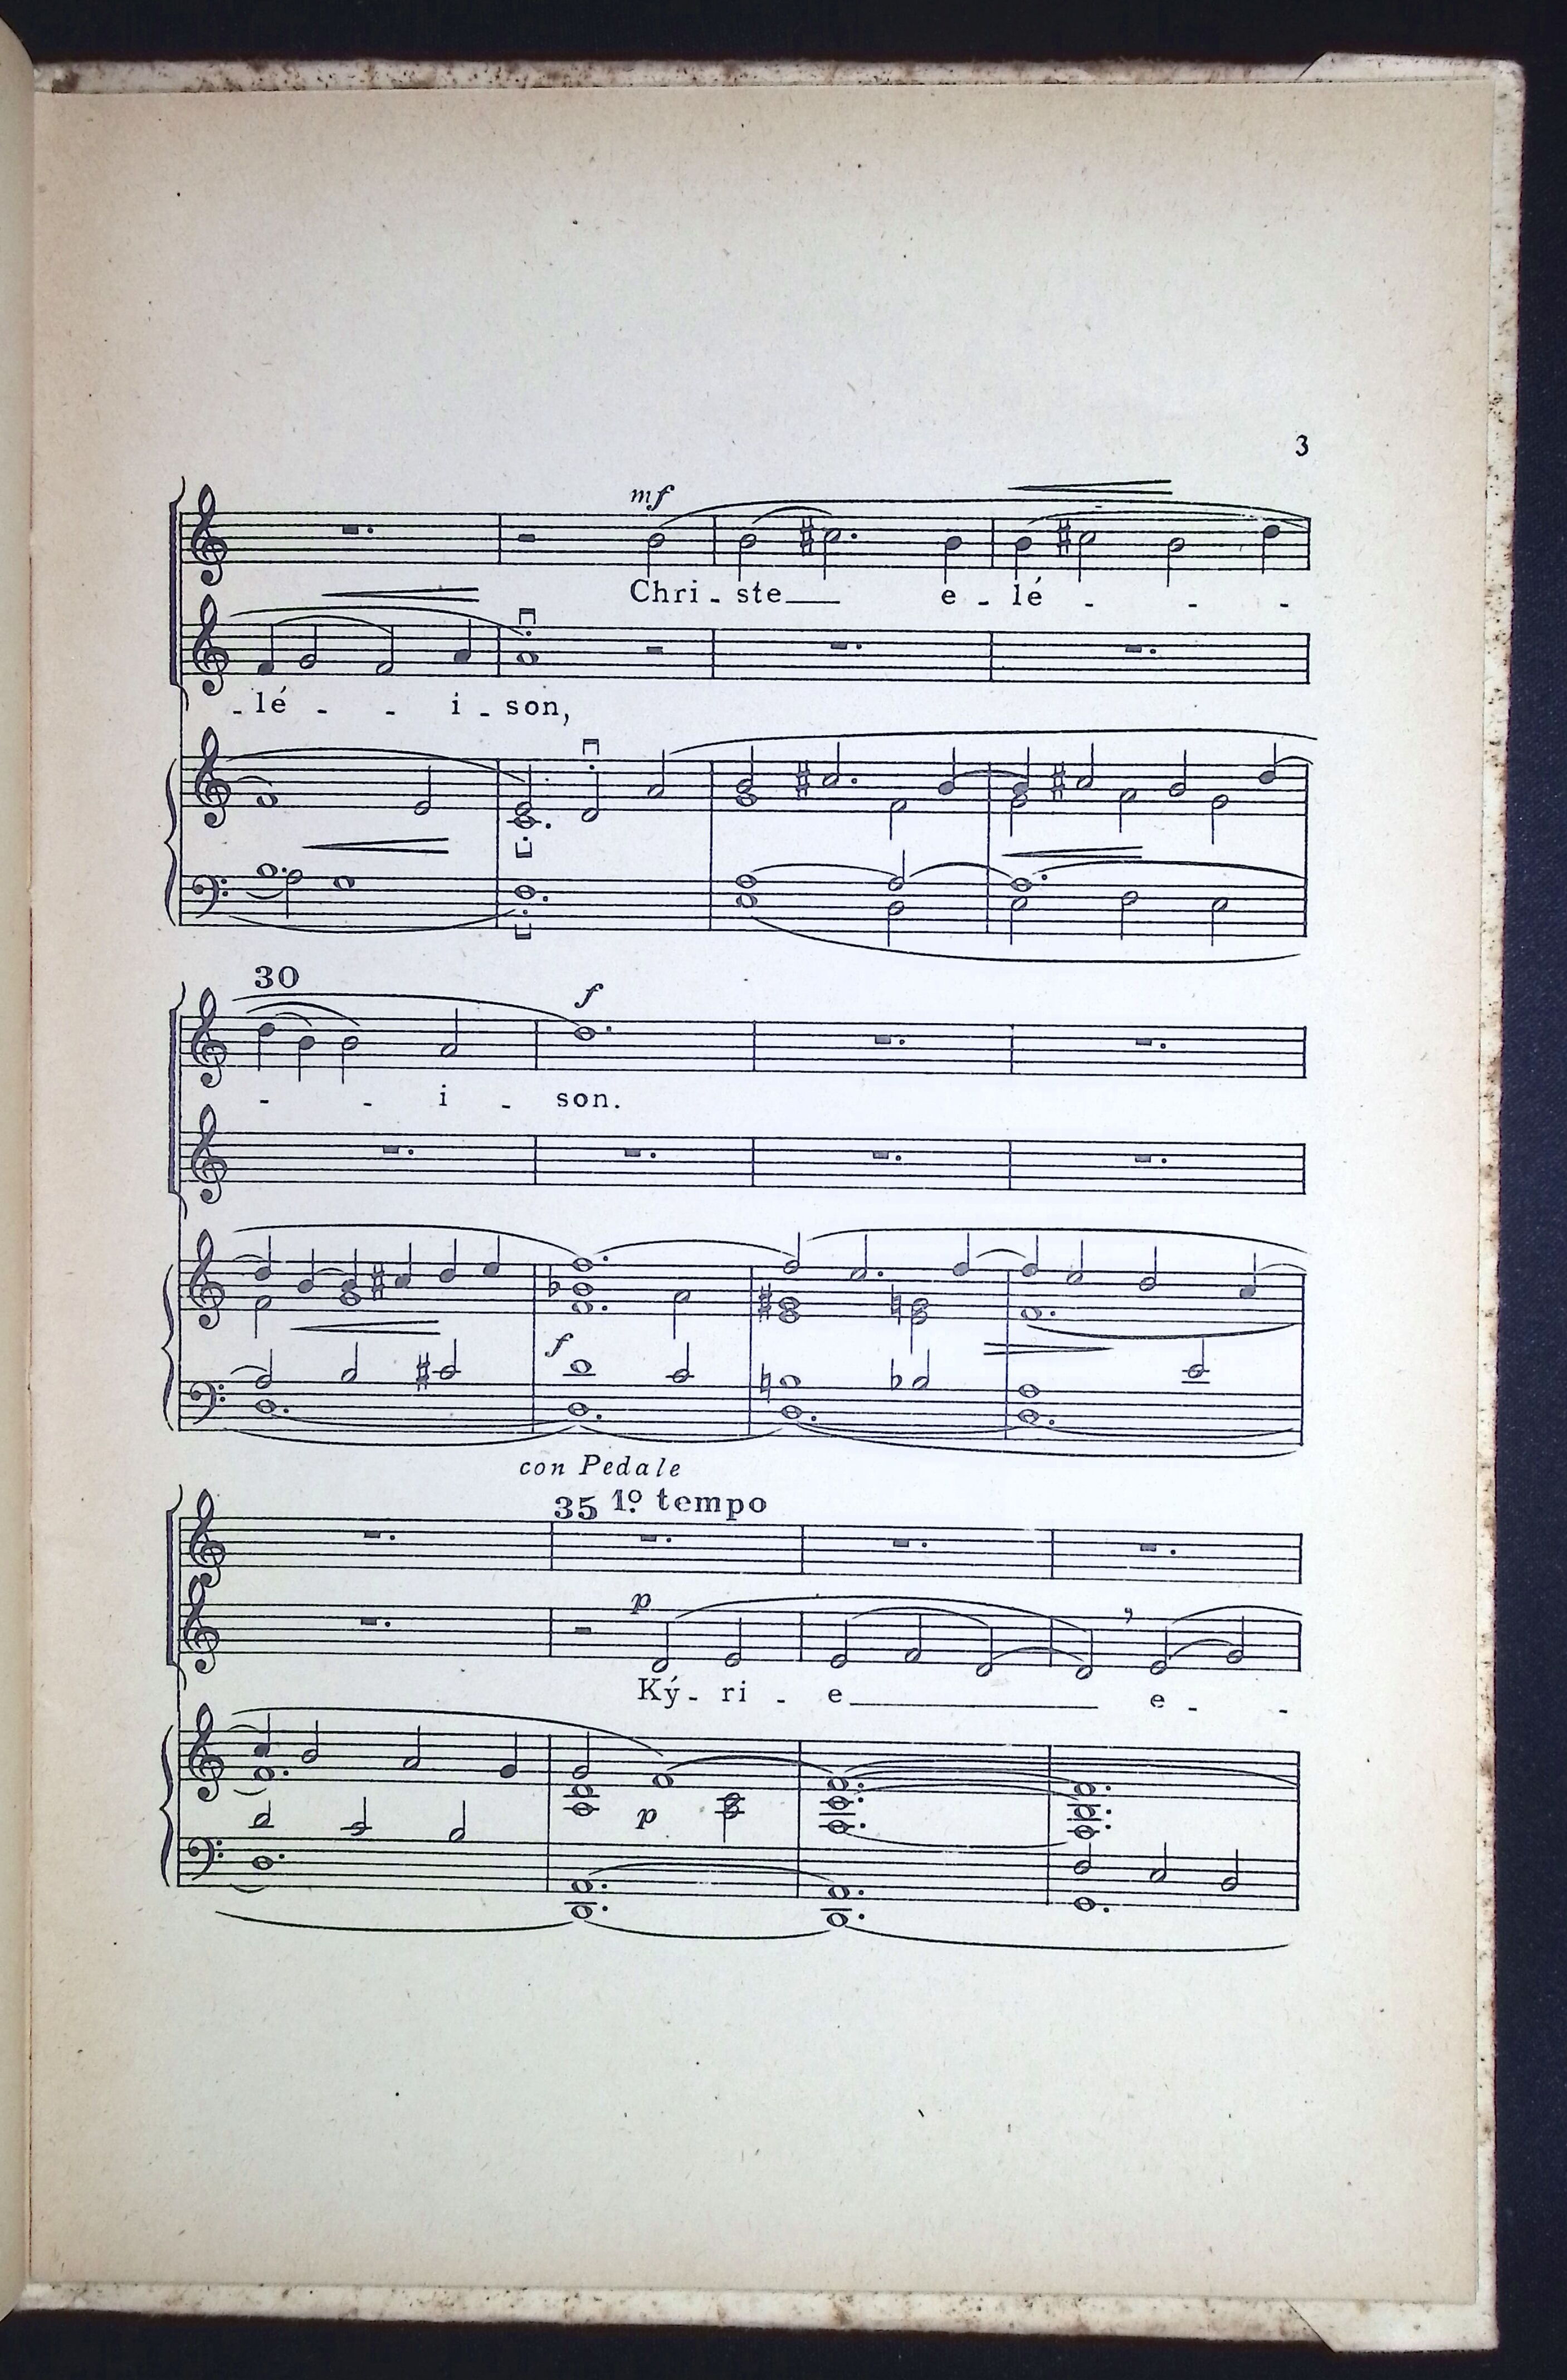 3
mf
Chri - ste e - lé - - -
- lé - - i - son,
30
f
- - i - son.
f
con Pedale
35 1º tempo
p
Ký - ri - e e - -
p